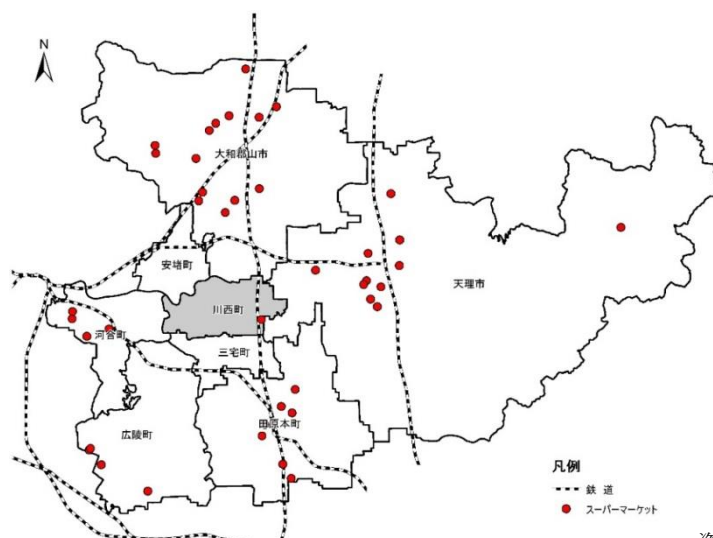 N
大和郡山市
安堵町
天理市
川西町
河合町
三宅町
広陵町
田原本町
凡例
鉄 道
スーパーマーケット